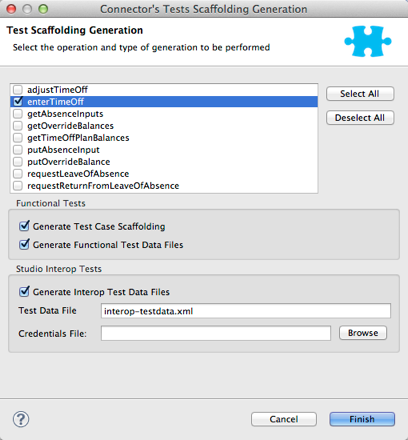 Connector's Tests Scaffolding Generation
Test Scaffolding Generation
Select the operation and type of generation to be performed
adjustTimeOff
enterTimeOff
getAbsenceInputs
getOverrideBalances
getTimeOffPlanBalances
putAbsenceInput
putOverrideBalance
requestLeaveOfAbsence
requestReturnFromLeaveOfAbsence
Select All
Deselect All
Functional Tests
Generate Test Case Scaffolding
Generate Functional Test Data Files
Studio Interop Tests
Generate Interop Test Data Files
Test Data File interop-testdata.xml
Credentials File: Browse
? Cancel Finish